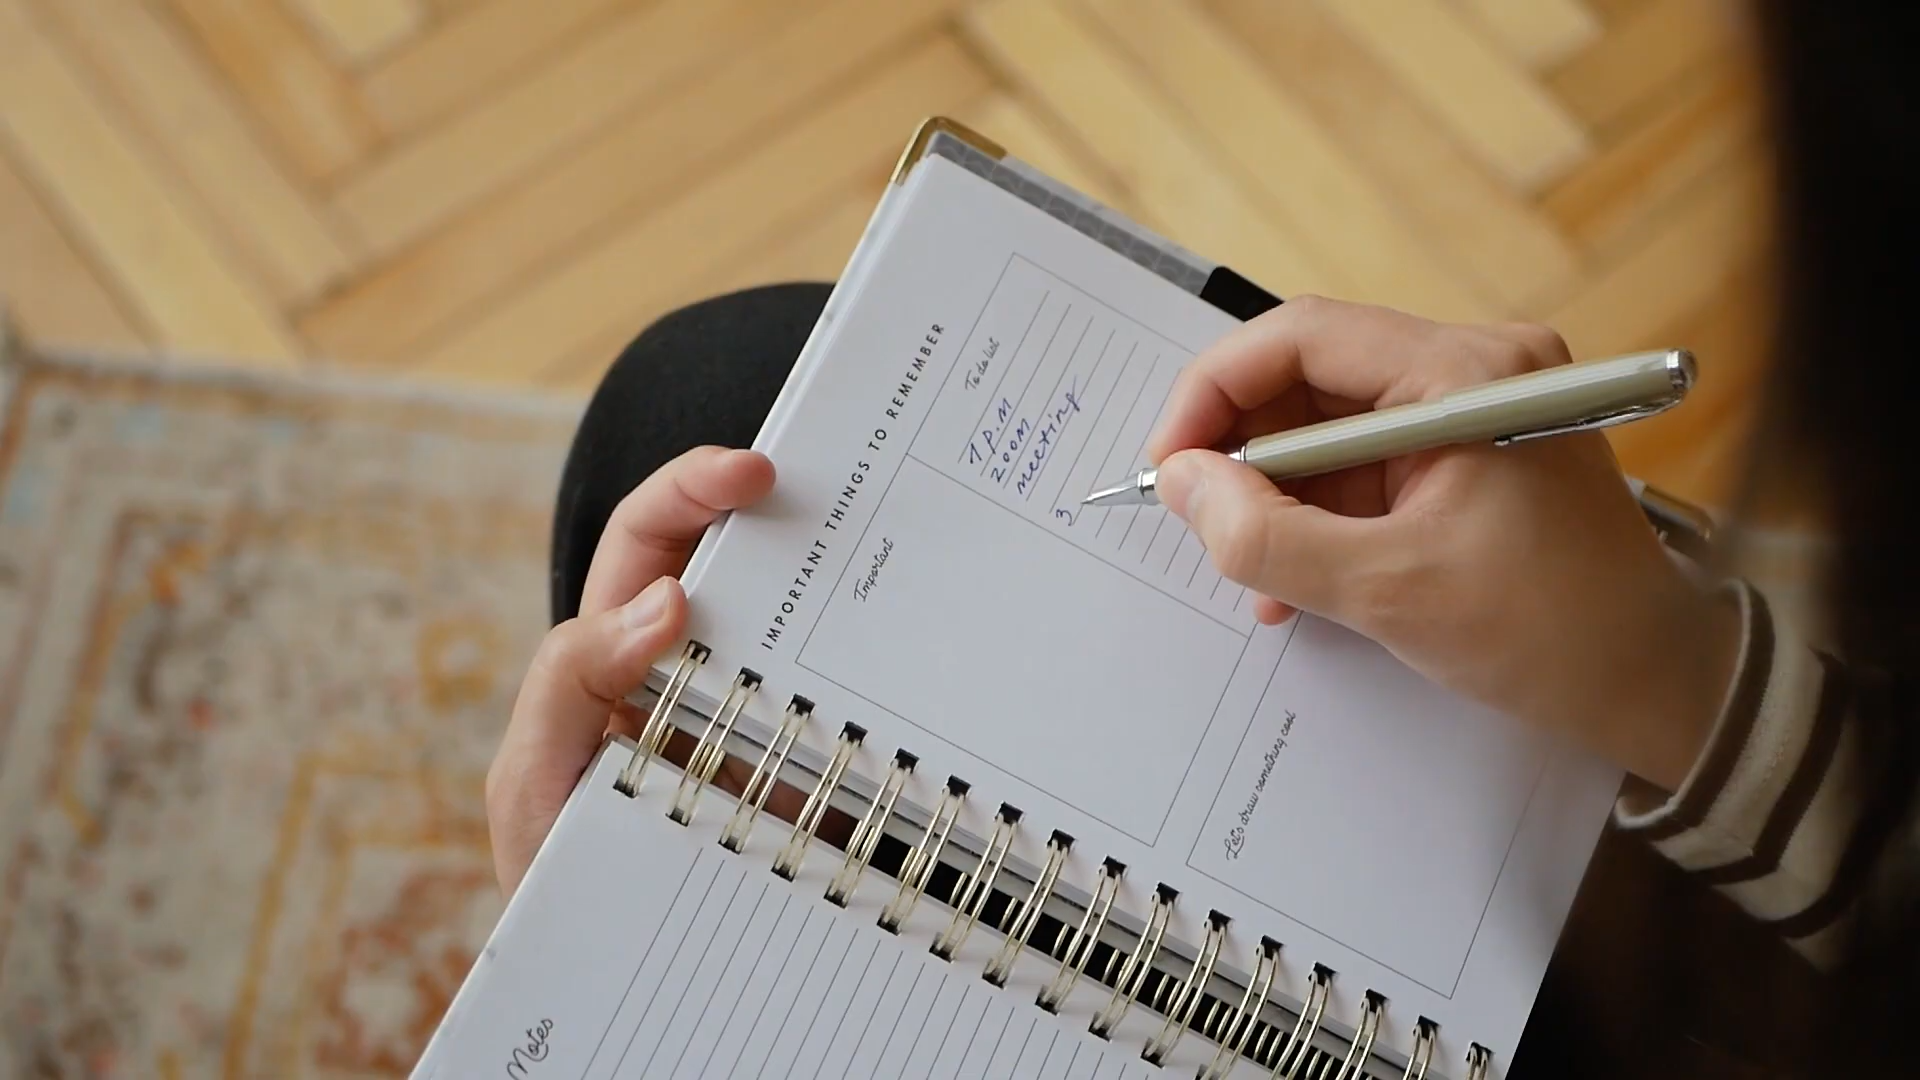 IMPORTANT THINGS TO REMEMBER
To do list
1 P.M
zoom
meeting
3
Important
Let's draw something cool
Notes